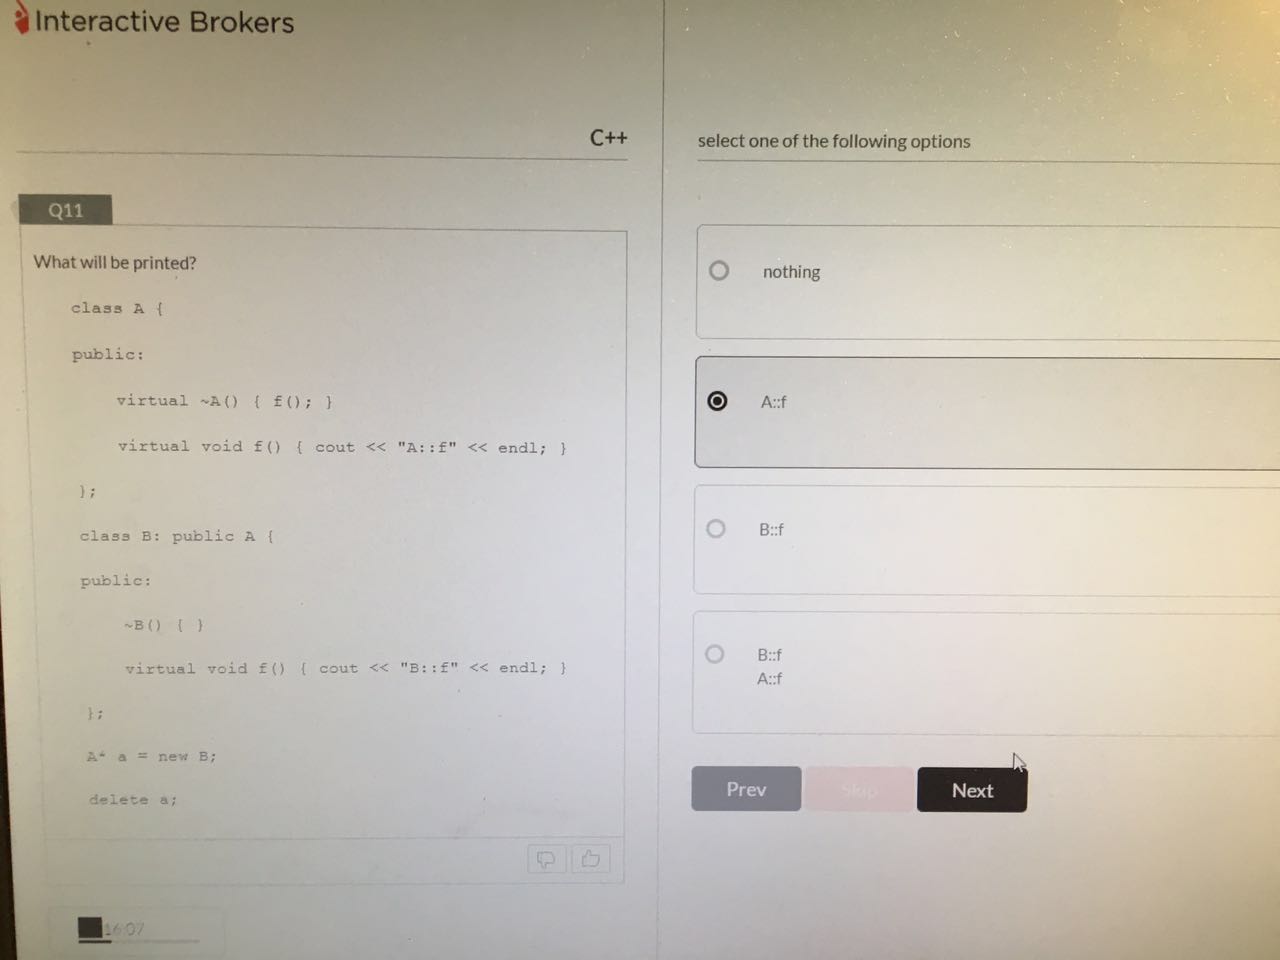 Interactive Brokers
C++
Q11
What will be printed?
class A {
public:
virtual ~A() { f(); }
virtual void f() { cout << "A::f" << endl; }
};
class B: public A {
public:
~B() { }
virtual void f() { cout << "B::f" << endl; }
};
A* a = new B;
delete a;
16:07
select one of the following options
nothing
A::f
B::f
B::f
A::f
Prev
Skip
Next